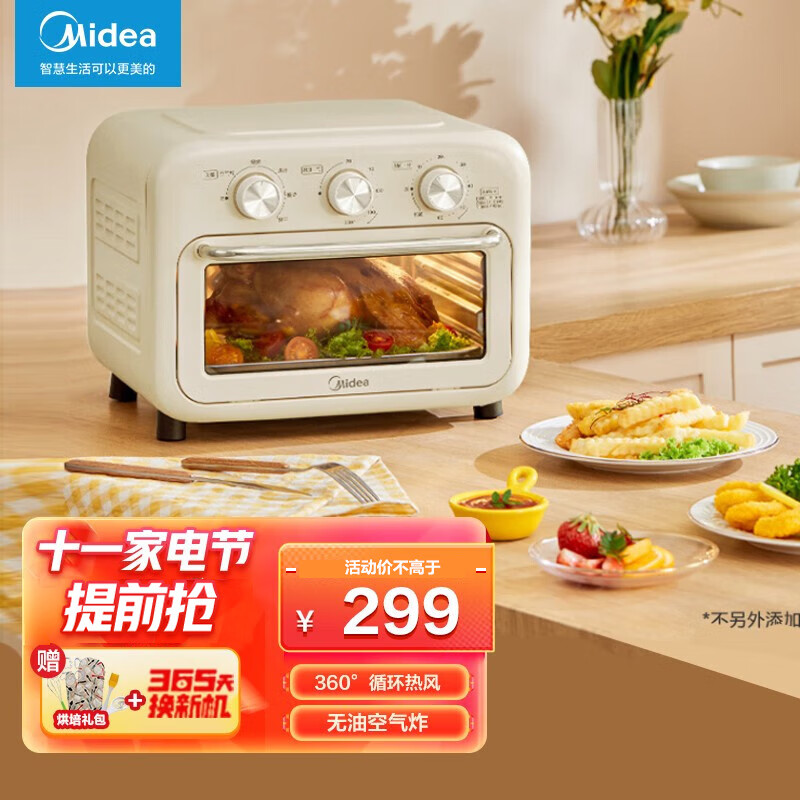 Midea
智慧生活可以更美的
Midea
*不另外添加
十一家电节
提前抢
活动价不高于
¥ 299
赠
烘培礼包
+
365天
换新机
360° 循环热风
无油空气炸